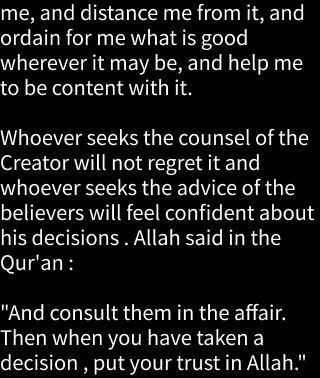 me, and distance me from it, and
ordain for me what is good
wherever it may be, and help me
to be content with it.
Whoever seeks the counsel of the
Creator will not regret it and
whoever seeks the advice of the
believers will feel confident about
his decisions . Allah said in the
Qur'an :
"And consult them in the affair.
Then when you have taken a
decision , put your trust in Allah."